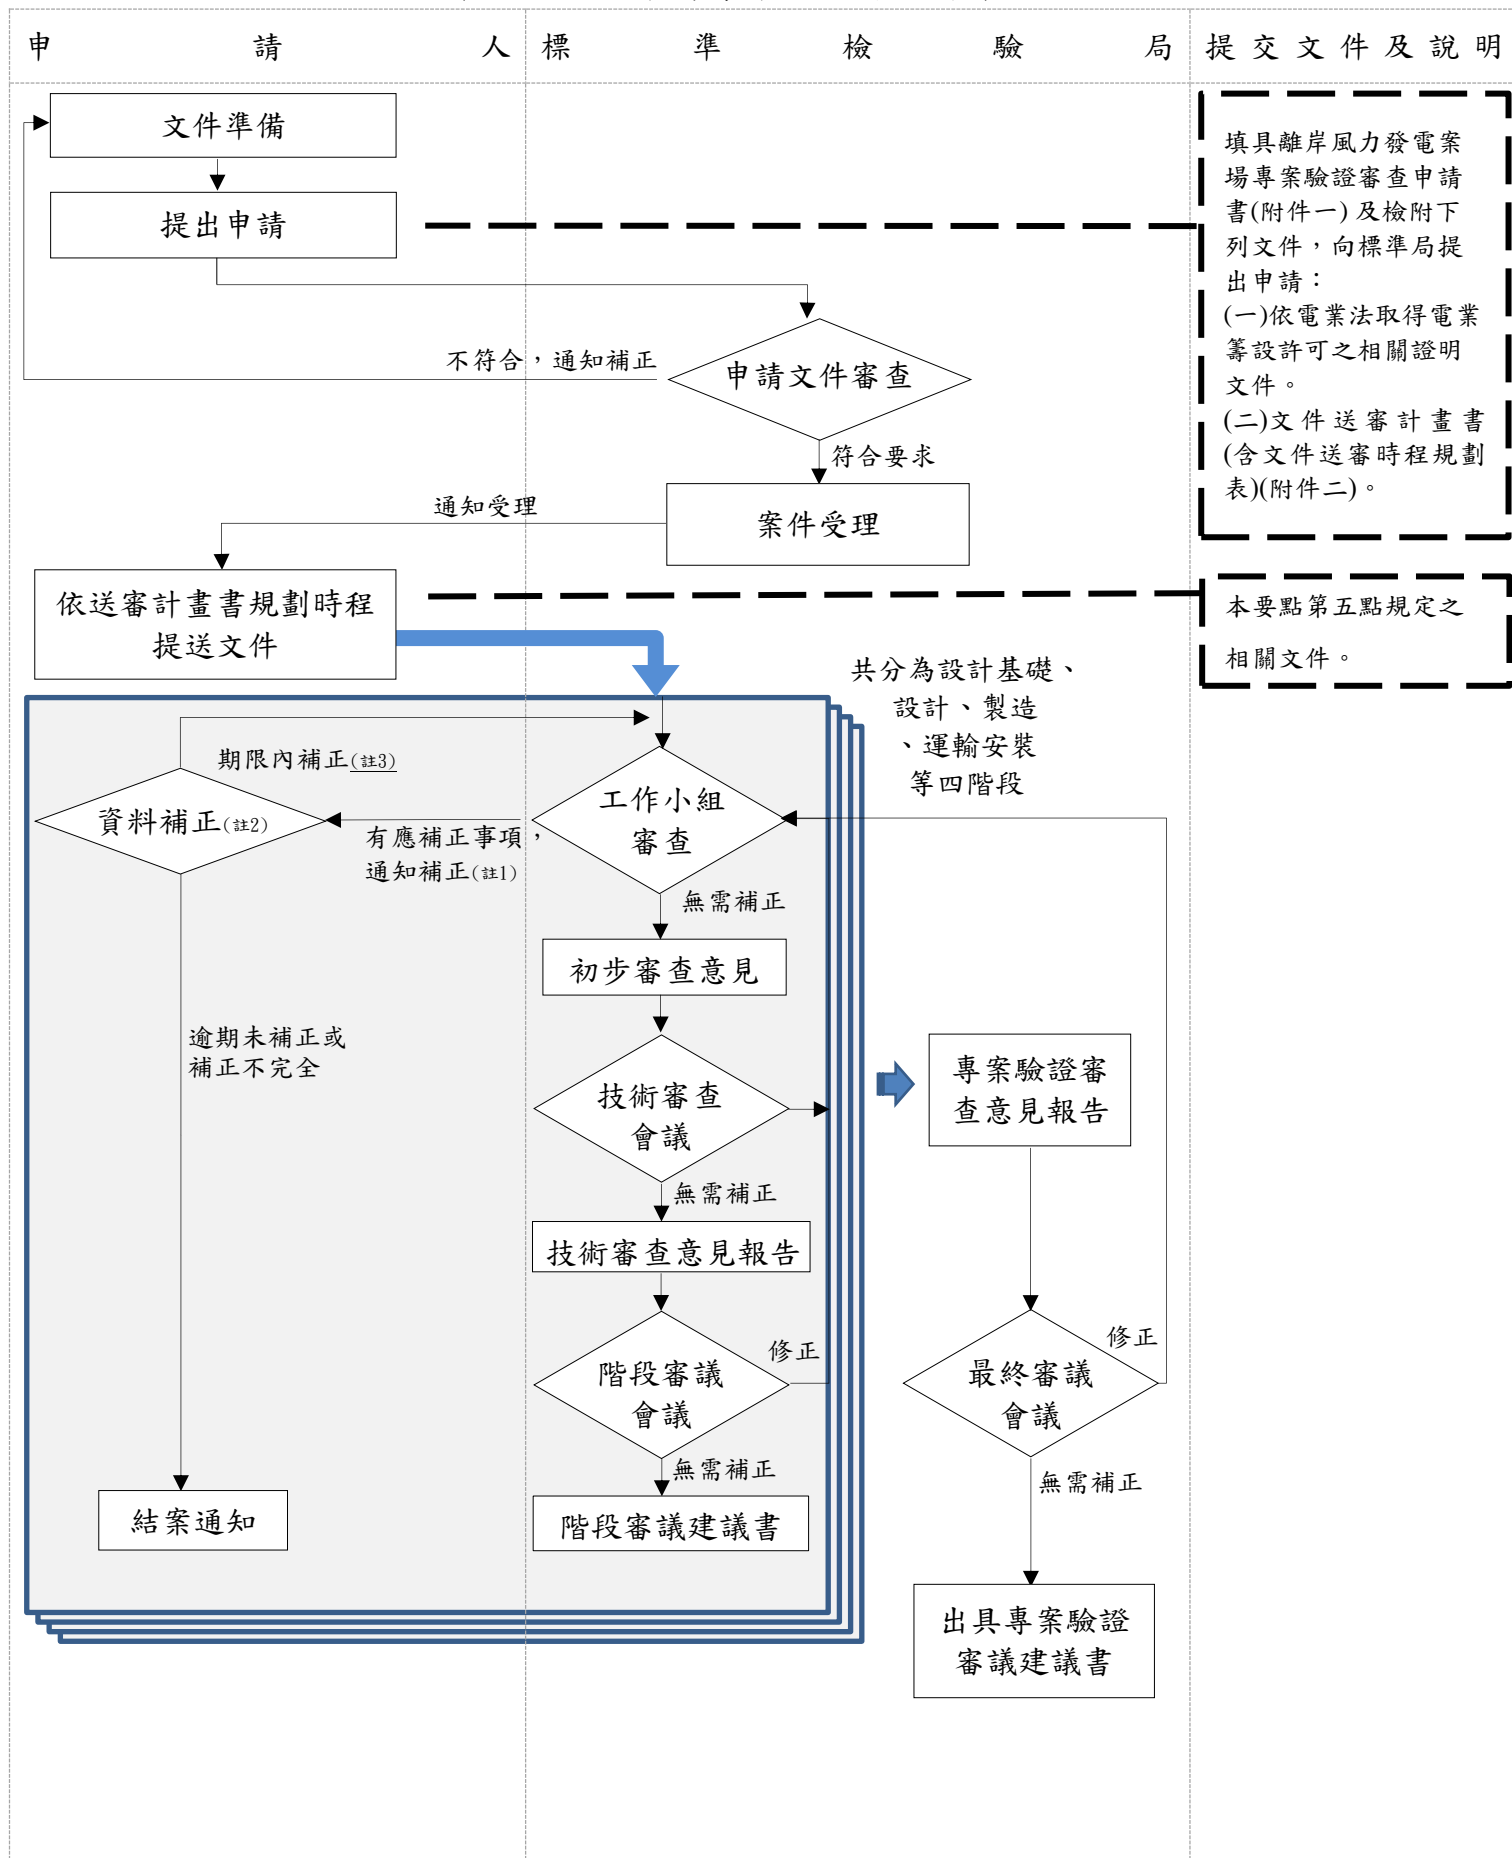 申請人
標準檢驗局
提交文件及說明
文件準備
提出申請
填具離岸風力發電案
場專案驗證審查申請
書(附件一)及檢附下
列文件，向標準局提
出申請：
(一)依電業法取得電業
籌設許可之相關證明
文件。
(二)文件送審計畫書
(含文件送審時程規劃
表)(附件二)。
不符合，通知補正
申請文件審查
符合要求
通知受理
案件受理
依送審計畫書規劃時程
提送文件
本要點第五點規定之
相關文件。
共分為設計基礎、
設計、製造
、運輸安裝
等四階段
期限內補正(註3)
資料補正(註2)
有應補正事項，
通知補正(註1)
工作小組
審查
無需補正
初步審查意見
逾期未補正或
補正不完全
技術審查
會議
專案驗證審
查意見報告
無需補正
技術審查意見報告
修正
階段審議
會議
修正
最終審議
會議
無需補正
無需補正
結案通知
階段審議建議書
出具專案驗證
審議建議書